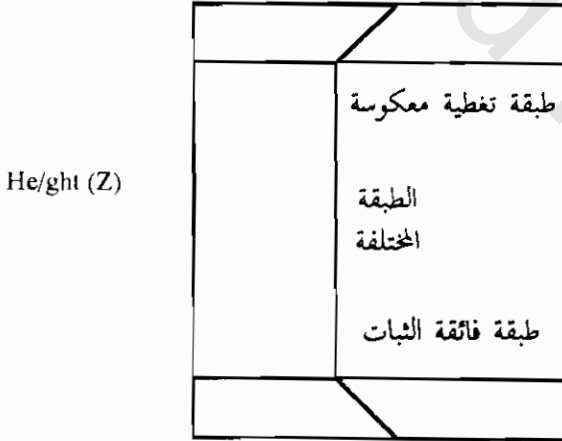 طبقة تغطية معكوسة
He/ght (Z)
الطبقة
المختلفة
طبقة فائقة الثبات